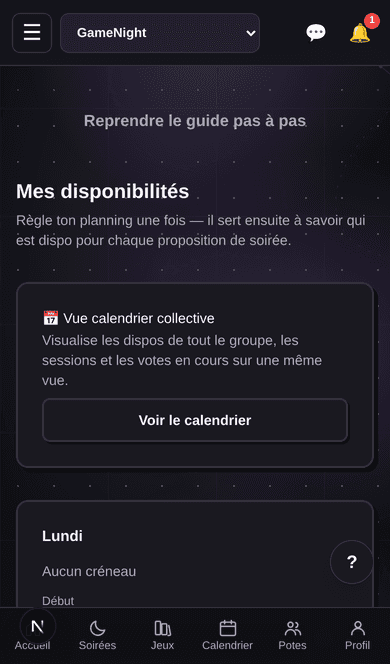 GameNight
1
Reprendre le guide pas à pas
Mes disponibilités
Règle ton planning une fois — il sert ensuite à savoir qui
est dispo pour chaque proposition de soirée.
📅 Vue calendrier collective
Visualise les dispos de tout le groupe, les
sessions et les votes en cours sur une même
vue.
Voir le calendrier
Lundi
Aucun créneau
?
Début
N
Accueil Soirées Jeux Calendrier Potes Profil